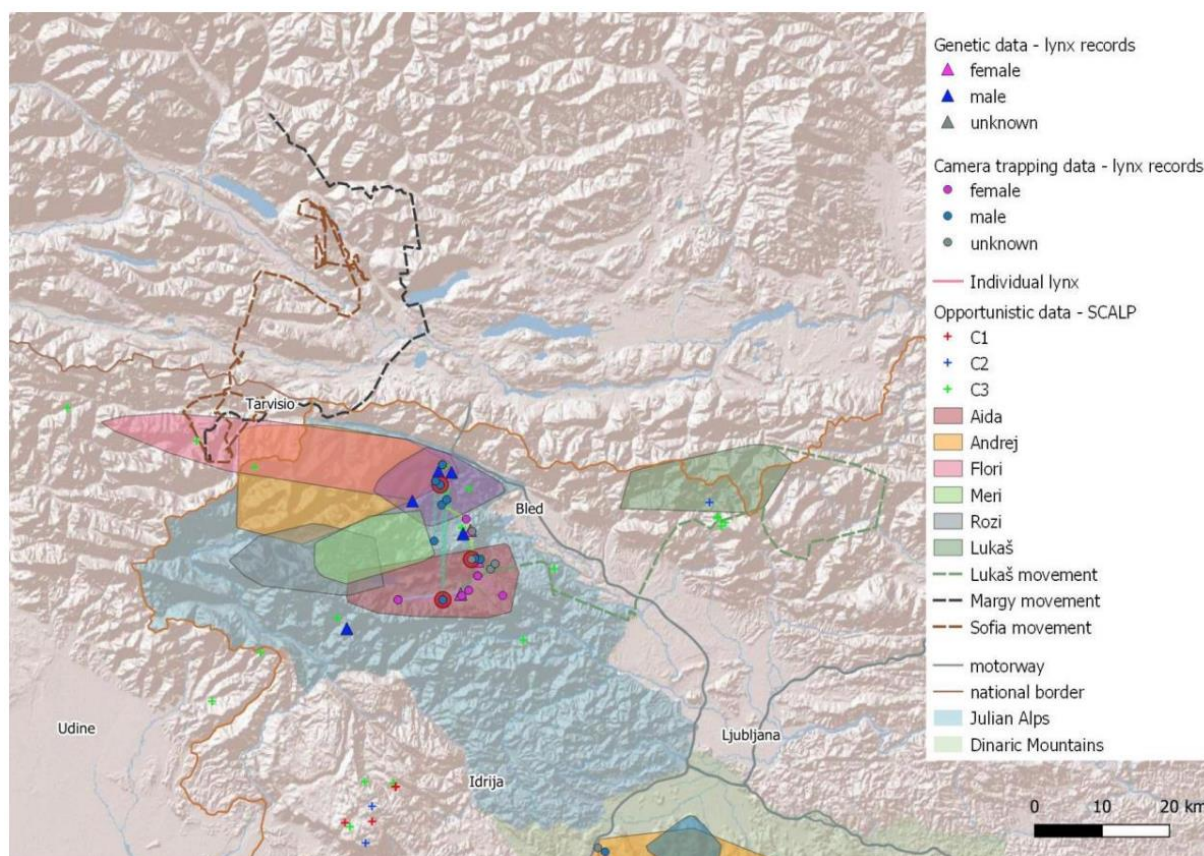 Genetic data - lynx records
female
male
unknown
Camera trapping data - lynx records
female
male
unknown
Individual lynx
Opportunistic data - SCALP
C1
C2
C3
Aida
Andrej
Flori
Meri
Rozi
Lukaš
Lukaš movement
Margy movement
Sofia movement
motorway
national border
Julian Alps
Dinaric Mountains
Tarvisio
Bled
Udine
Ljubljana
Idrija
0 10 20 km